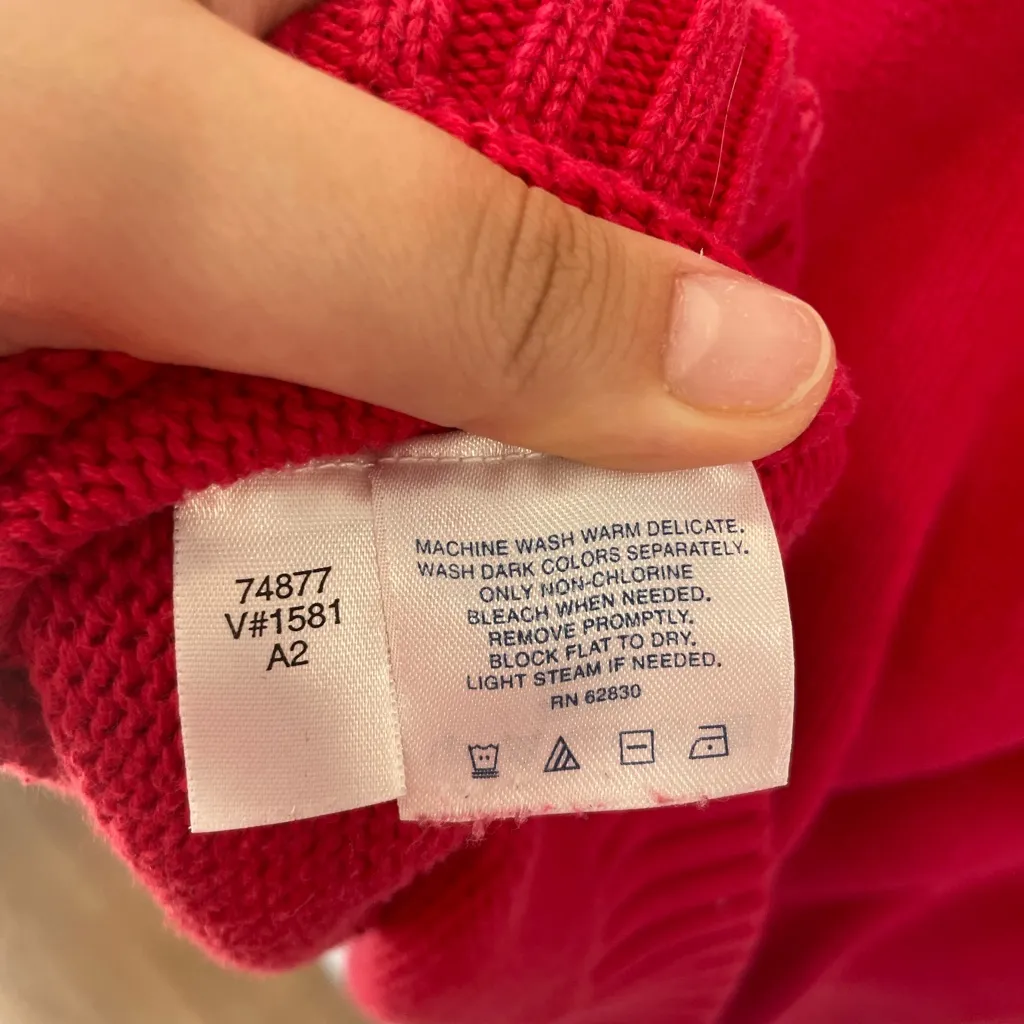 74877
V#1581
A2
MACHINE WASH WARM DELICATE.
WASH DARK COLORS SEPARATELY.
ONLY NON-CHLORINE
BLEACH WHEN NEEDED.
REMOVE PROMPTLY.
BLOCK FLAT TO DRY.
LIGHT STEAM IF NEEDED.
RN 62830